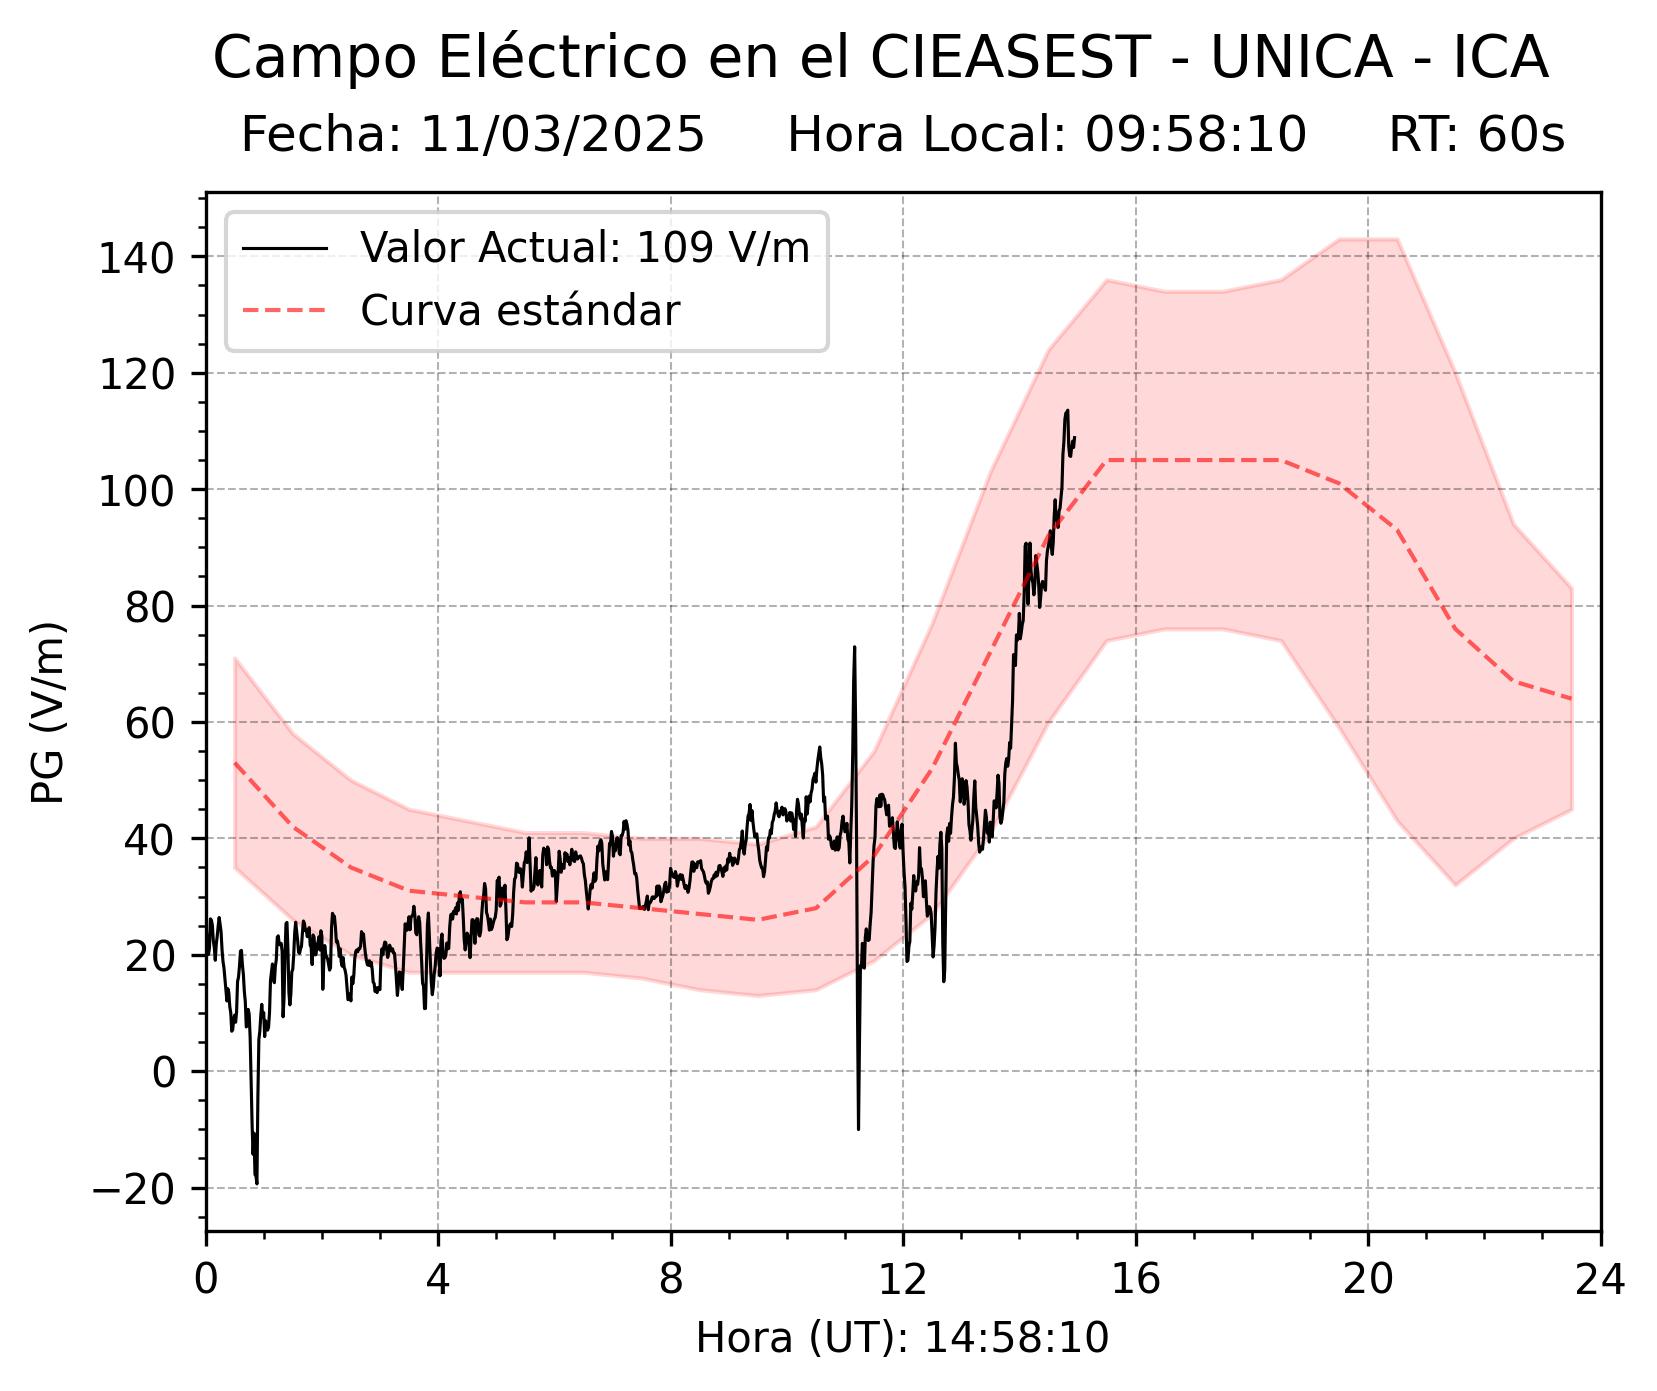 Campo Eléctrico en el CIEASEST - UNICA - ICA
Fecha: 11/03/2025 Hora Local: 09:58:10 RT: 60s
Valor Actual: 109 V/m
Curva estándar
140
120
100
80
60
40
20
0
−20
PG (V/m)
0 4 8 12 16 20 24
Hora (UT): 14:58:10